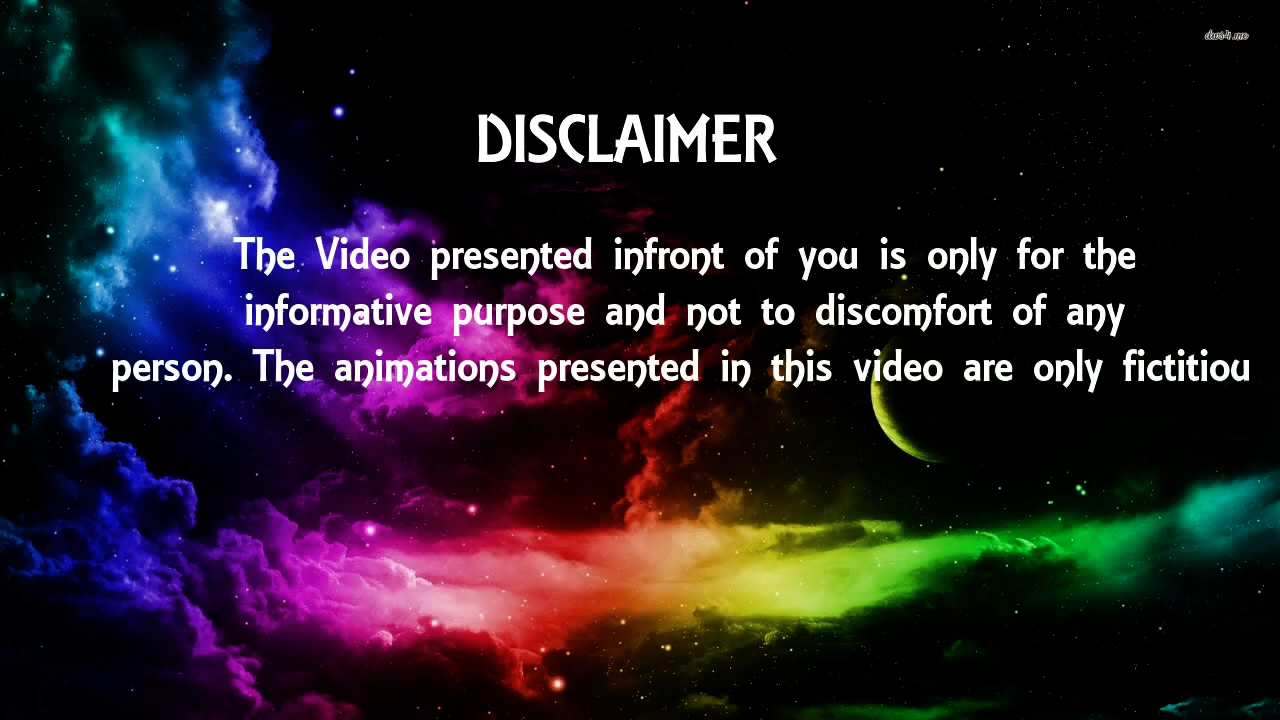 DISCLAIMER
The Video presented infront of you is only for the
informative purpose and not to discomfort of any
person. The animations presented in this video are only fictitiou